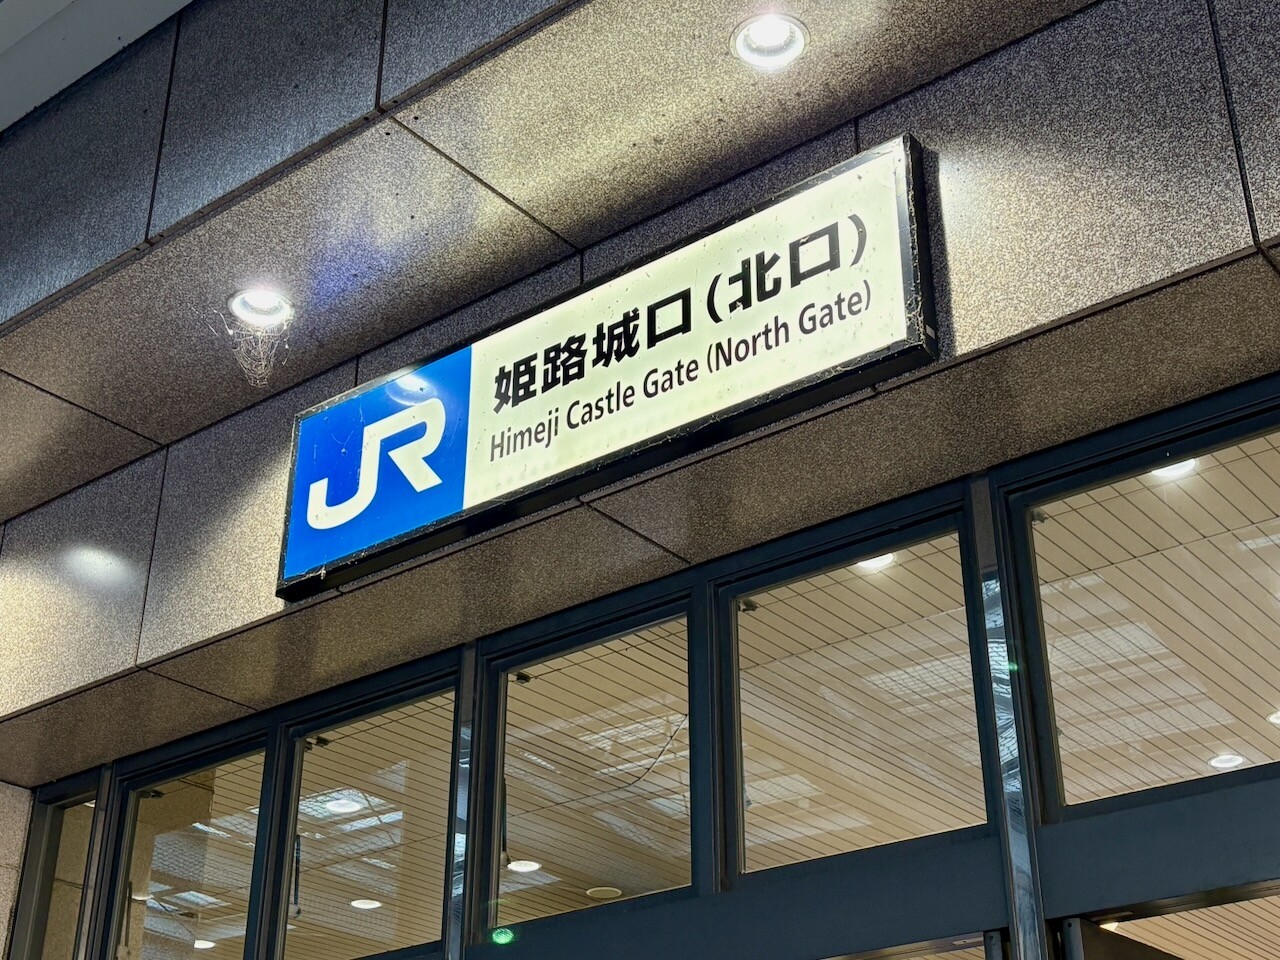 JR
姫路城口(北口)
Himeji Castle Gate (North Gate)